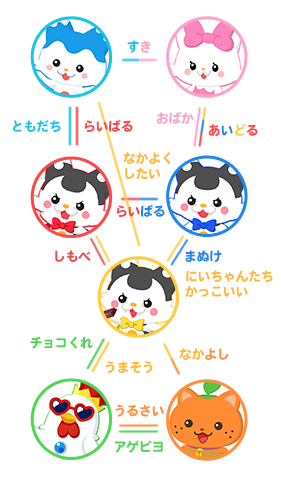 すき
おばか
ともだち
らいばる
あいどる
なかよく
したい
らいばる
しもべ
まぬけ
にいちゃんたち
かっこいい
チョコくれ
うまそう
なかよし
うるさい
アゲピヨ